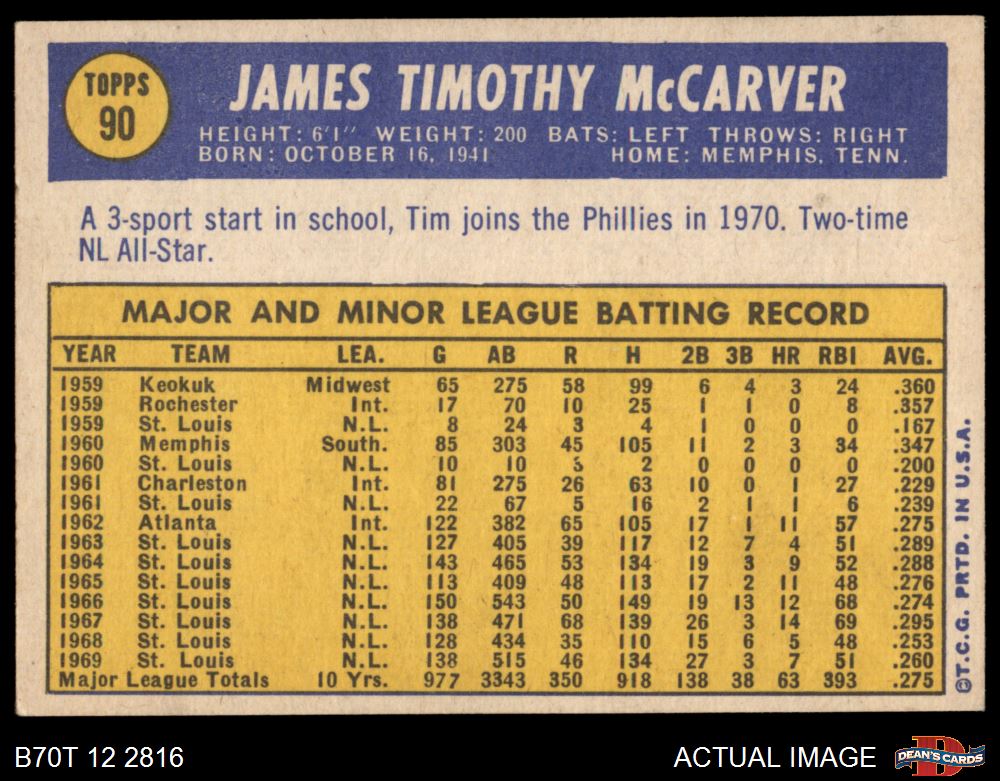 TOPPS
90
JAMES TIMOTHY McCARVER
HEIGHT: 6'1" WEIGHT: 200 BATS: LEFT THROWS: RIGHT
BORN: OCTOBER 16, 1941 HOME: MEMPHIS, TENN.
A 3-sport start in school, Tim joins the Phillies in 1970. Two-time
NL All-Star.
MAJOR AND MINOR LEAGUE BATTING RECORD
YEAR TEAM LEA. G AB R H 2B 3B HR RBI AVG.
1959 Keokuk Midwest 65 275 58 99 6 4 3 24 .360
1959 Rochester Int. 17 70 10 25 1 1 0 8 .357
1959 St. Louis N.L. 8 24 3 4 1 0 0 0 .167
1960 Memphis South. 85 303 45 105 11 2 3 34 .347
1960 St. Louis N.L. 10 10 2 0 0 0 0 .200
1961 Charleston Int. 81 275 26 63 10 0 1 27 .229
1961 St. Louis N.L. 22 67 5 16 2 1 1 6 .239
1962 Atlanta Int. 122 382 65 105 17 1 11 57 .275
1963 St. Louis N.L. 127 405 39 117 12 7 4 51 .289
1964 St. Louis N.L. 143 465 53 134 19 3 9 52 .288
1965 St. Louis N.L. 113 409 48 113 17 2 11 48 .276
1966 St. Louis N.L. 150 543 50 149 19 13 12 68 .274
1967 St. Louis N.L. 138 471 68 139 26 3 14 69 .295
1968 St. Louis N.L. 128 434 35 110 15 6 5 48 .253
1969 St. Louis N.L. 138 515 46 134 27 3 7 51 .260
Major League Totals 10 Yrs. 977 3343 350 918 138 38 63 393 .275
©T.C.G. PRTD. IN U.S.A.
B70T 12 2816
ACTUAL IMAGE
D
DEAN'S CARDS